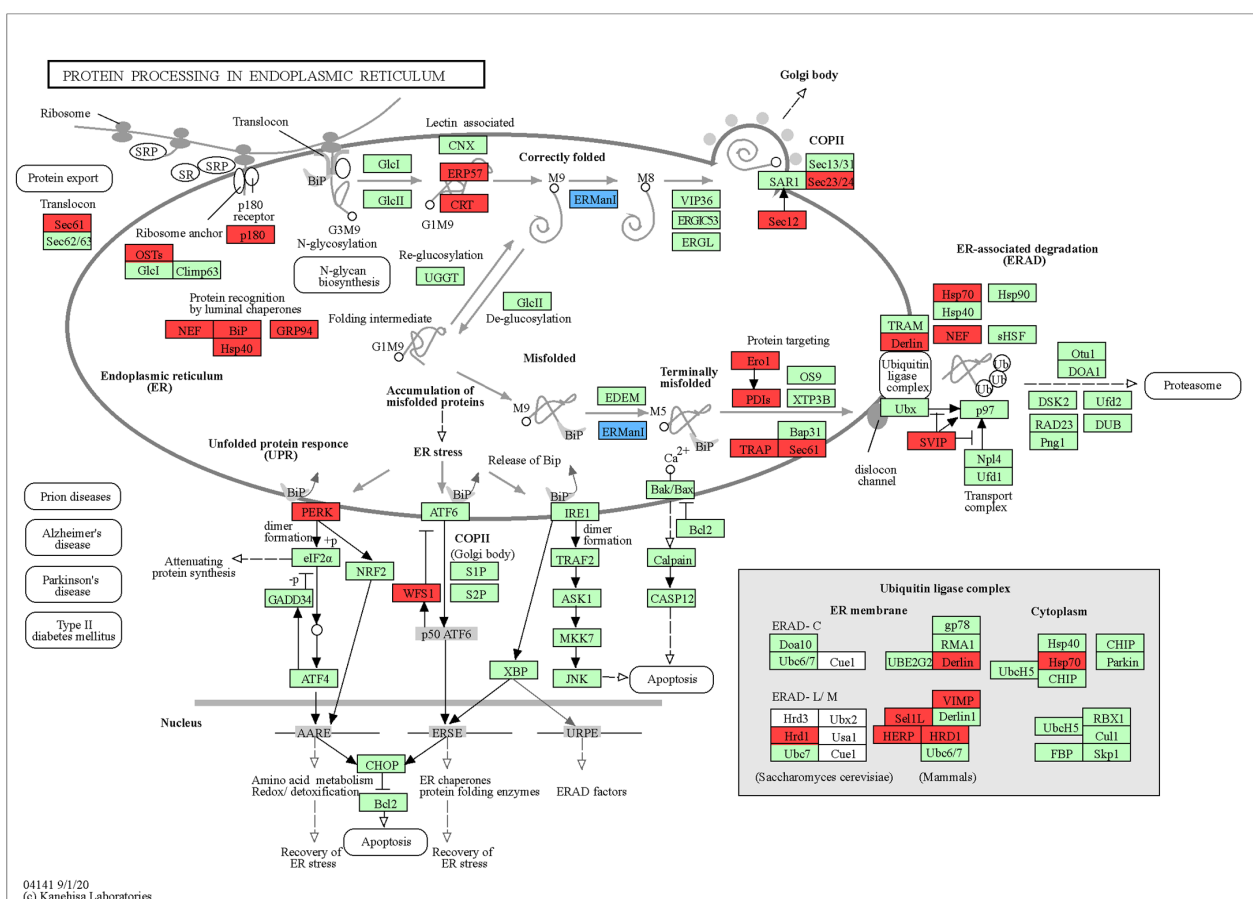 PROTEIN PROCESSING IN ENDOPLASMIC RETICULUM
Golgi body
Ribosome
Translocon
Lectin associated
COPII
SRP
SR
SRP
BiP
GlcI
GlcII
CNX
ERP57
CRT
G1M9
Correctly folded
M9
M8
ERManI
VIP36
ERGIC53
ERGL
Sec13/31
SAR1
Sec23/24
Sec12
Protein export
Translocon
Sec61
Sec62/63
p180
receptor
p180
Ribosome anchor
OSTs
GlcI
Climp63
G3M9
N-glycosylation
N-glycan
biosynthesis
Re-glucosylation
UGGT
GlcII
De-glucosylation
Protein recognition
by luminal chaperones
NEF
BiP
GRP94
Hsp40
Folding intermediate
G1M9
Endoplasmic reticulum
(ER)
Misfolded
Accumulation of
misfolded proteins
M9
BiP
EDEM
ERManI
Terminally
misfolded
M5
BiP
Protein targeting
Ero1
PDIs
OS9
XTP3B
Bap31
TRAP
Sec61
ER-associated degradation
(ERAD)
Hsp70
Hsp40
Hsp90
TRAM
Derlin
NEF
sHSF
Ubiquitin
ligase
complex
Ub
Ub
Ub
Otu1
DOA1
Proteasome
Ubx
p97
DSK2
Ufd2
RAD23
DUB
Png1
SVIP
Npl4
Ufd1
Transport
complex
dislocon
channel
Unfolded protein responce
(UPR)
ER stress
Release of Bip
BiP
BiP
BiP
Ca2+
Bak/Bax
Bcl2
Prion diseases
Alzheimer's
disease
Parkinson's
disease
Type II
diabetes mellitus
PERK
ATF6
IRE1
dimer
formation
+p
eIF2α
Attenuating
protein synthesis
-p
GADD34
NRF2
ATF4
COPII
(Golgi body)
S1P
S2P
WFS1
p50 ATF6
dimer
formation
TRAF2
ASK1
MKK7
JNK
XBP
Calpain
CASP12
Apoptosis
Nucleus
AARE
ERSE
URPE
CHOP
Bcl2
Apoptosis
Amino acid metabolism
Redox/ detoxification
ER chaperones
protein folding enzymes
ERAD factors
Recovery of
ER stress
Recovery of
ER stress
Ubiquitin ligase complex
ER membrane
Cytoplasm
ERAD- C
Doa10
Ubc6/7
Cue1
gp78
RMA1
UBE2G2
Derlin
Hsp40
UbcH5
Hsp70
CHIP
CHIP
Parkin
ERAD- L/ M
Hrd3
Ubx2
Hrd1
Usa1
Ubc7
Cue1
VIMP
Sel1L
Derlin1
HERP
HRD1
Ubc6/7
UbcH5
RBX1
Cul1
FBP
Skp1
(Saccharomyces cerevisiae)
(Mammals)
04141 9/1/20
(c) Kanehisa Laboratories